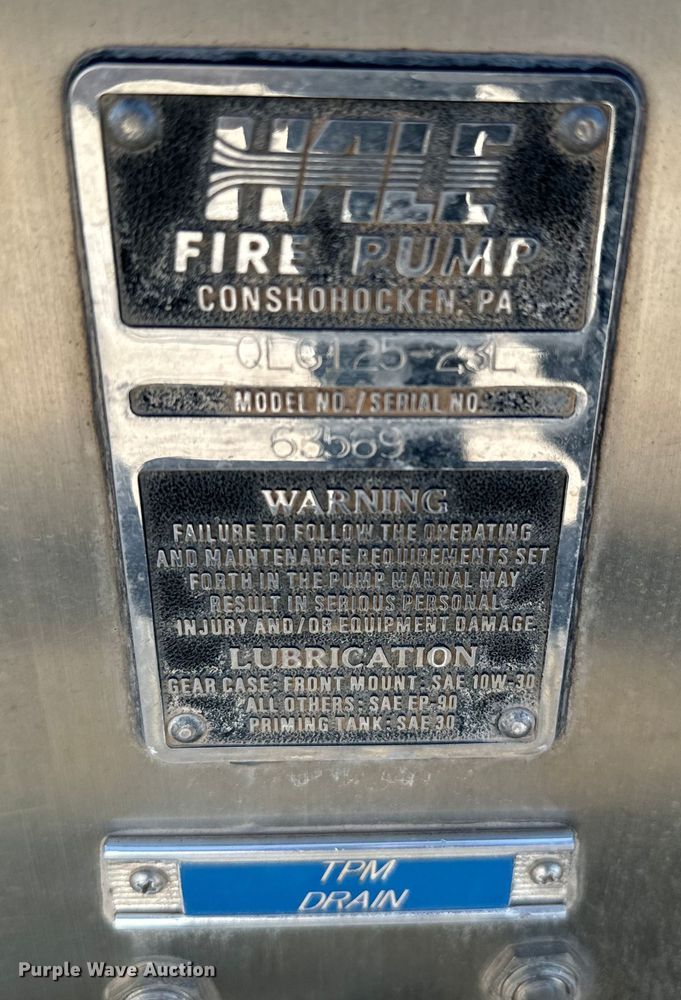 HALE
FIRE PUMP
CONSHOHOCKEN, PA
QLG125-23L
MODEL NO./SERIAL NO.
63569
WARNING
FAILURE TO FOLLOW THE OPERATING
AND MAINTENANCE REQUIREMENTS SET
FORTH IN THE PUMP MANUAL MAY
RESULT IN SERIOUS PERSONAL
INJURY AND/OR EQUIPMENT DAMAGE
LUBRICATION
GEAR CASE: FRONT MOUNT: SAE 10W-30
ALL OTHERS: SAE EP-90
PRIMING TANK: SAE 30
TPM
DRAIN
Purple Wave Auction